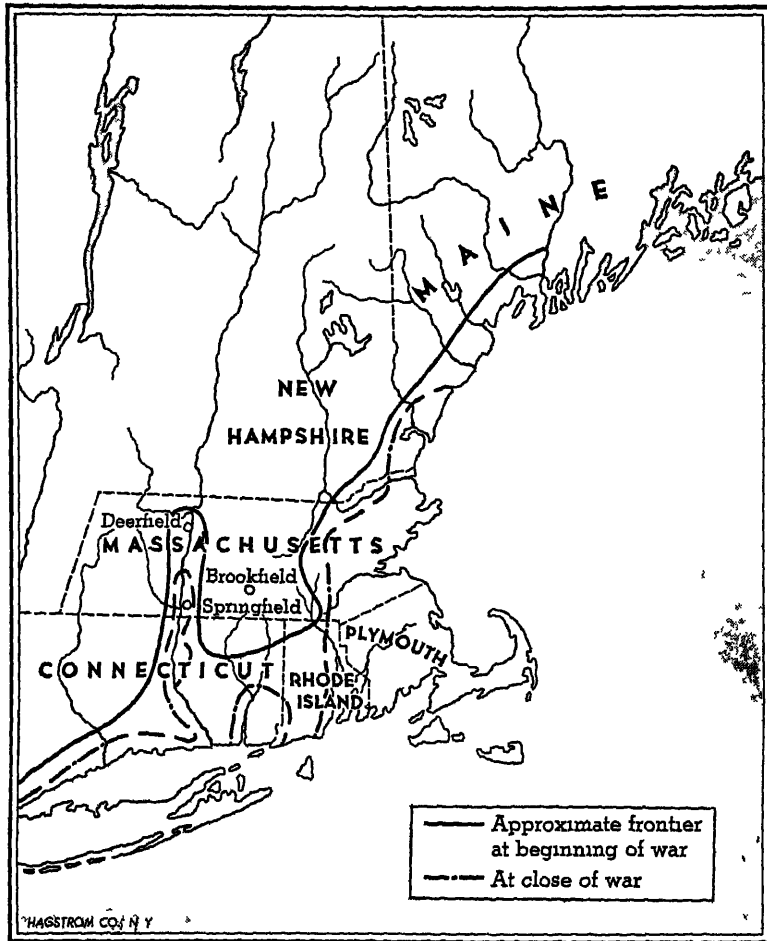 MAINE
NEW
HAMPSHIRE
Deerfield
MASSACHUSETTS
Brookfield
Springfield
PLYMOUTH
CONNECTICUT
RHODE
ISLAND
Approximate frontier
at beginning of war
At close of war
HAGSTROM CO., N Y